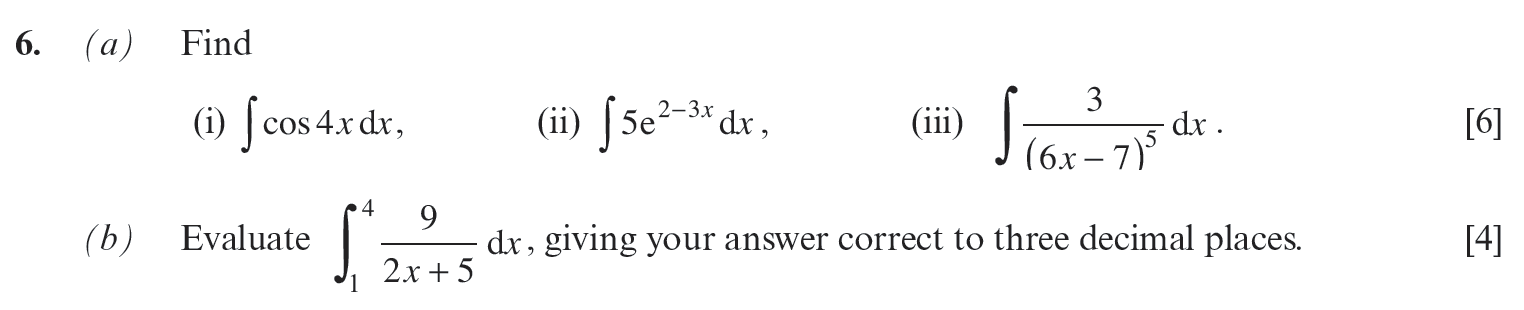 6. (a) Find
(i) ∫ cos 4x dx, (ii) ∫ 5e^{2−3x} dx, (iii) ∫ 3/(6x − 7)^5 dx. [6]
(b) Evaluate ∫_1^4 9/(2x + 5) dx, giving your answer correct to three decimal places. [4]